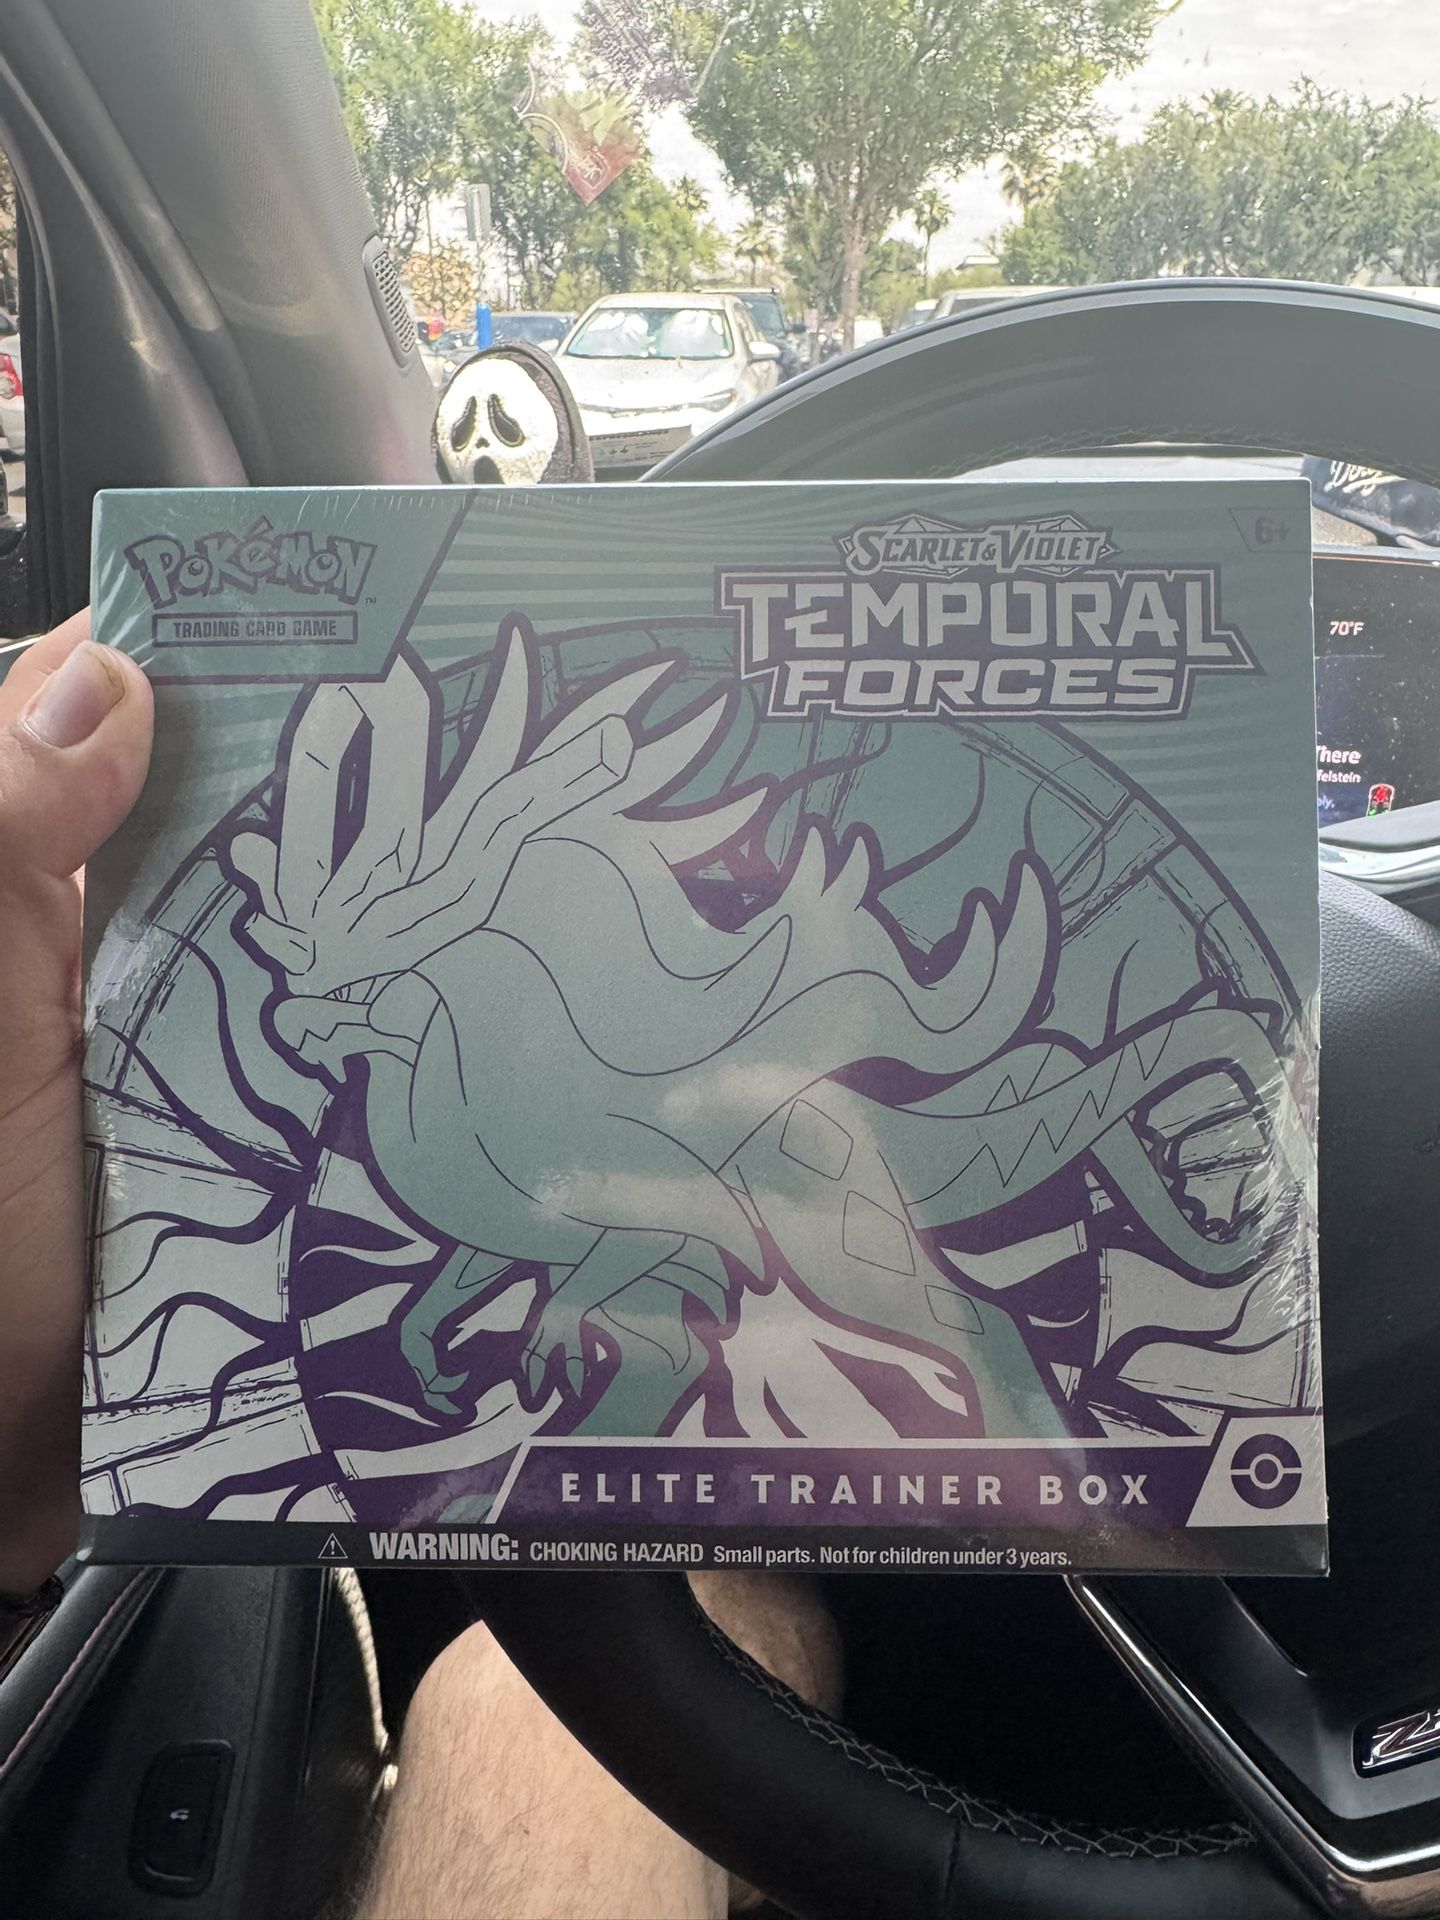 POKÉMON
TM
TRADING CARD GAME
SCARLET & VIOLET
TEMPORAL
FORCES
6+
70°F
ELITE TRAINER BOX
WARNING: CHOKING HAZARD Small parts. Not for children under 3 years.